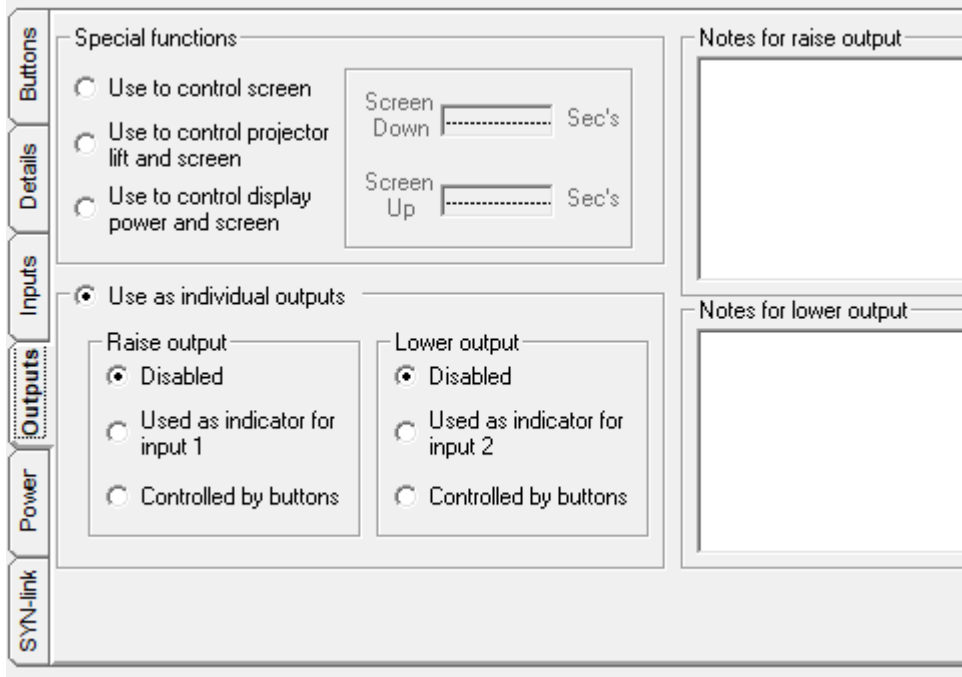 Buttons
Details
Inputs
Outputs
Power
SYN-link
Special functions
Use to control screen
Use to control projector
lift and screen
Use to control display
power and screen
Screen
Down
Sec's
Screen
Up
Sec's
Use as individual outputs
Raise output
Disabled
Used as indicator for
input 1
Controlled by buttons
Lower output
Disabled
Used as indicator for
input 2
Controlled by buttons
Notes for raise output
Notes for lower output